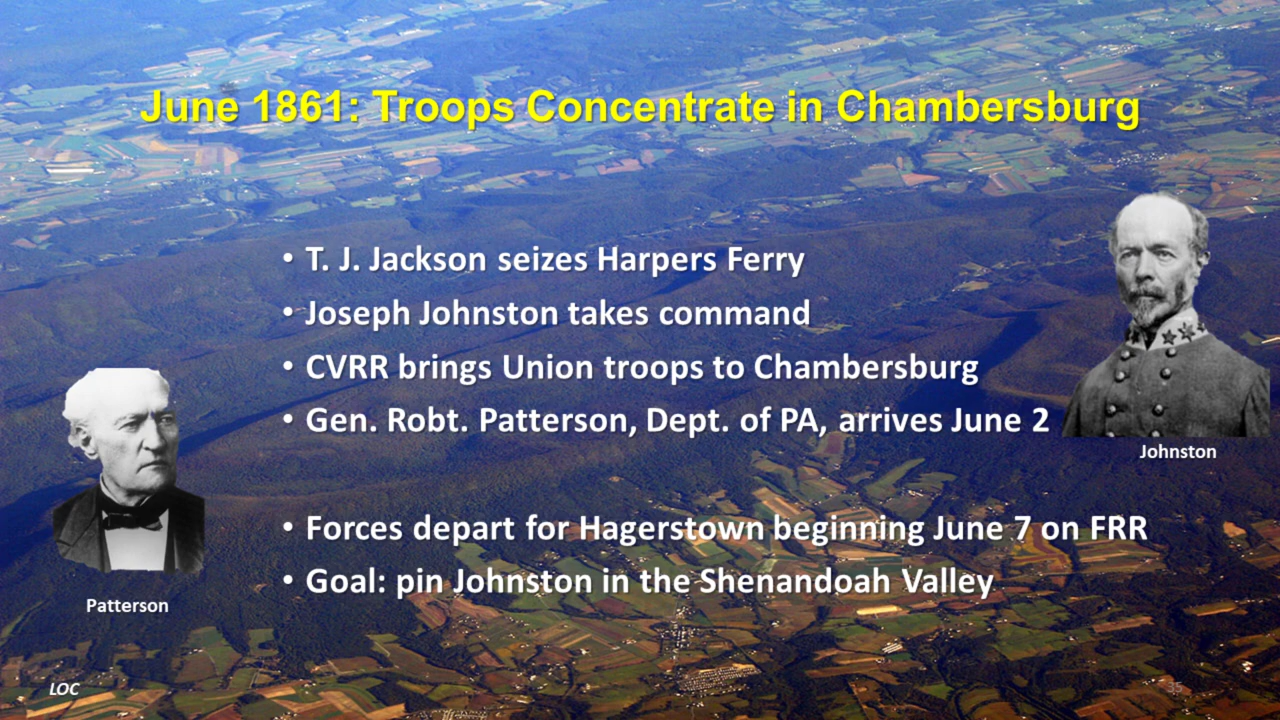 June 1861: Troops Concentrate in Chambersburg
• T. J. Jackson seizes Harpers Ferry
• Joseph Johnston takes command
• CVRR brings Union troops to Chambersburg
• Gen. Robt. Patterson, Dept. of PA, arrives June 2
Johnston
• Forces depart for Hagerstown beginning June 7 on FRR
• Goal: pin Johnston in the Shenandoah Valley
Patterson
LOC
35